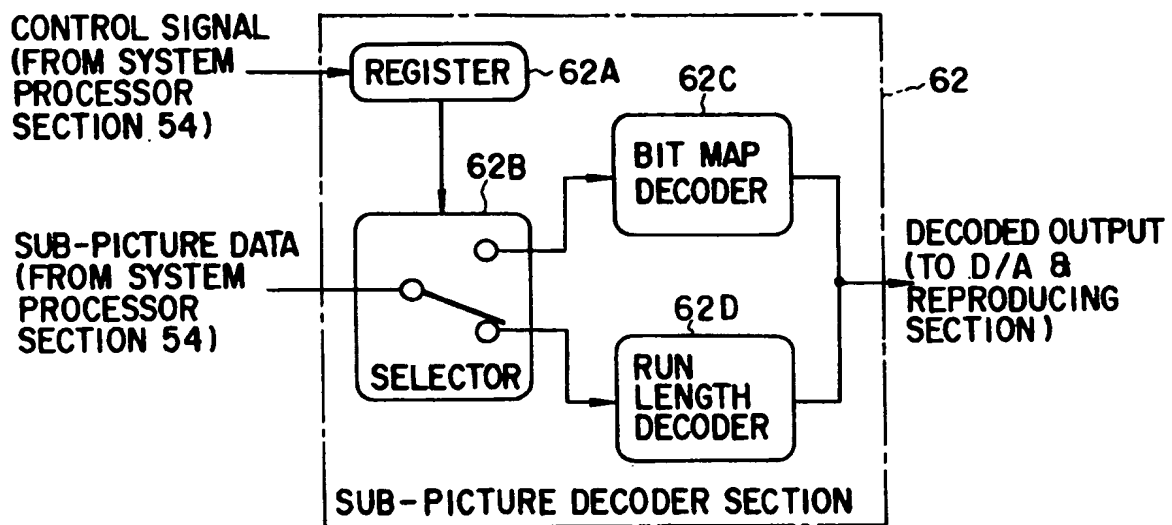 CONTROL SIGNAL
(FROM SYSTEM
PROCESSOR
SECTION 54)
REGISTER
62A
62C
62
BIT MAP
DECODER
62B
SUB-PICTURE DATA
(FROM SYSTEM
PROCESSOR
SECTION 54)
SELECTOR
DECODED OUTPUT
(TO D/A &
REPRODUCING
SECTION)
62D
RUN
LENGTH
DECODER
SUB-PICTURE DECODER SECTION